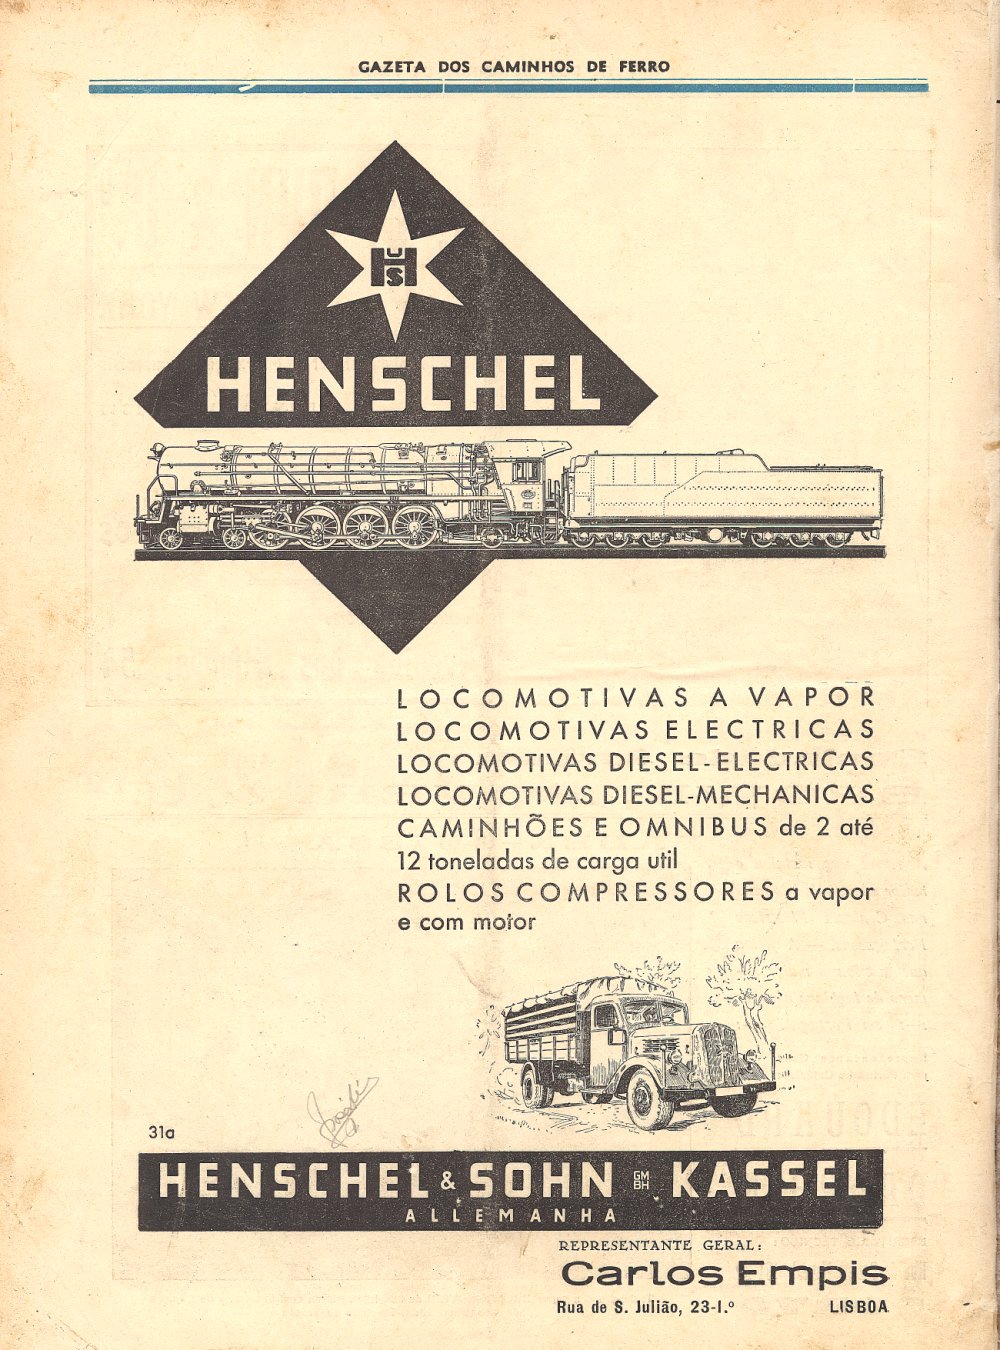 GAZETA DOS CAMINHOS DE FERRO
HUS
HENSCHEL
LOCOMOTIVAS A VAPOR
LOCOMOTIVAS ELECTRICAS
LOCOMOTIVAS DIESEL-ELECTRICAS
LOCOMOTIVAS DIESEL-MECHANICAS
CAMINHÕES E OMNIBUS de 2 até
12 toneladas de carga util
ROLOS COMPRESSORES a vapor
e com motor
31a
HENSCHEL & SOHN GMBH KASSEL
ALLEMANHA
REPRESENTANTE GERAL:
Carlos Empis
Rua de S. Julião, 23-1.º LISBOA